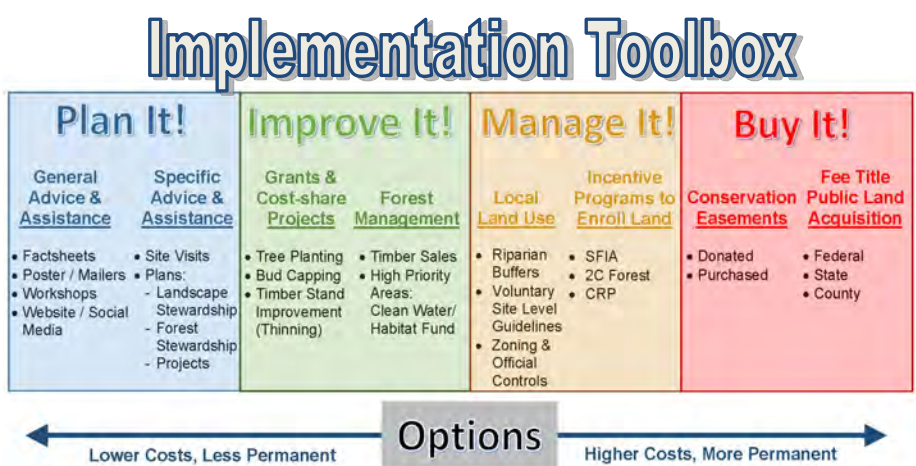 Implementation Toolbox
Plan It!
General
Advice &
Assistance
• Factsheets
• Poster / Mailers
• Workshops
• Website / Social
Media
Specific
Advice &
Assistance
• Site Visits
• Plans:
- Landscape
Stewardship
- Forest
Stewardship
- Projects
Improve It!
Grants &
Cost-share
Projects
• Tree Planting
• Bud Capping
• Timber Stand
Improvement
(Thinning)
Forest
Management
• Timber Sales
• High Priority
Areas:
Clean Water/
Habitat Fund
Manage It!
Local
Land Use
• Riparian
Buffers
• Voluntary
Site Level
Guidelines
• Zoning &
Official
Controls
Incentive
Programs to
Enroll Land
• SFIA
• 2C Forest
• CRP
Buy It!
Conservation
Easements
• Donated
• Purchased
Fee Title
Public Land
Acquisition
• Federal
• State
• County
Options
Lower Costs, Less Permanent
Higher Costs, More Permanent